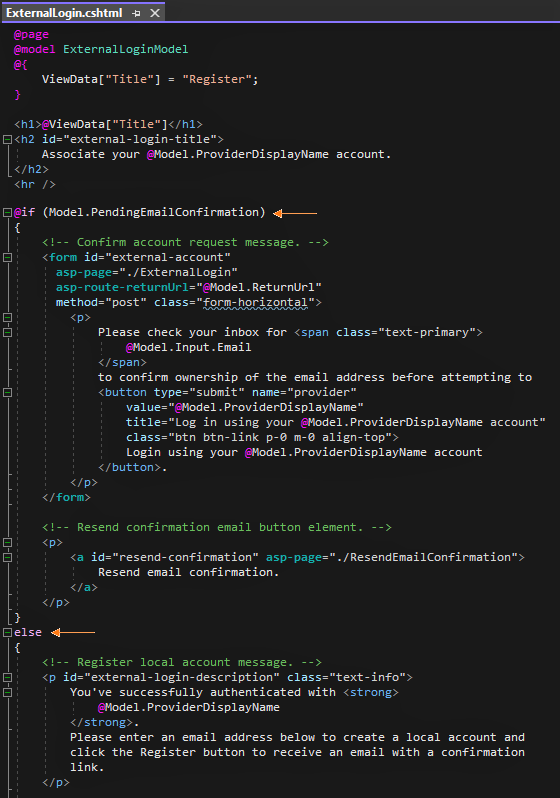 ExternalLogin.cshtml
@page
@model ExternalLoginModel
@{
    ViewData["Title"] = "Register";
}
<h1>@ViewData["Title"]</h1>
<h2 id="external-login-title">
    Associate your @Model.ProviderDisplayName account.
</h2>
<hr />
@if (Model.PendingEmailConfirmation)
{
    <!-- Confirm account request message. -->
    <form id="external-account"
      asp-page="./ExternalLogin"
      asp-route-returnUrl="@Model.ReturnUrl"
      method="post" class="form-horizontal">
        <p>
            Please check your inbox for <span class="text-primary">
                @Model.Input.Email
            </span>
            to confirm ownership of the email address before attempting to
            <button type="submit" name="provider"
                value="@Model.ProviderDisplayName"
                title="Log in using your @Model.ProviderDisplayName account"
                class="btn btn-link p-0 m-0 align-top">
                Login using your @Model.ProviderDisplayName account
            </button>.
        </p>
    </form>
    <!-- Resend confirmation email button element. -->
    <p>
        <a id="resend-confirmation" asp-page="./ResendEmailConfirmation">
            Resend email confirmation.
        </a>
    </p>
}
else
{
    <!-- Register local account message. -->
    <p id="external-login-description" class="text-info">
        You've successfully authenticated with <strong>
            @Model.ProviderDisplayName
        </strong>.
        Please enter an email address below to create a local account and
        click the Register button to receive an email with a confirmation
        link.
    </p>